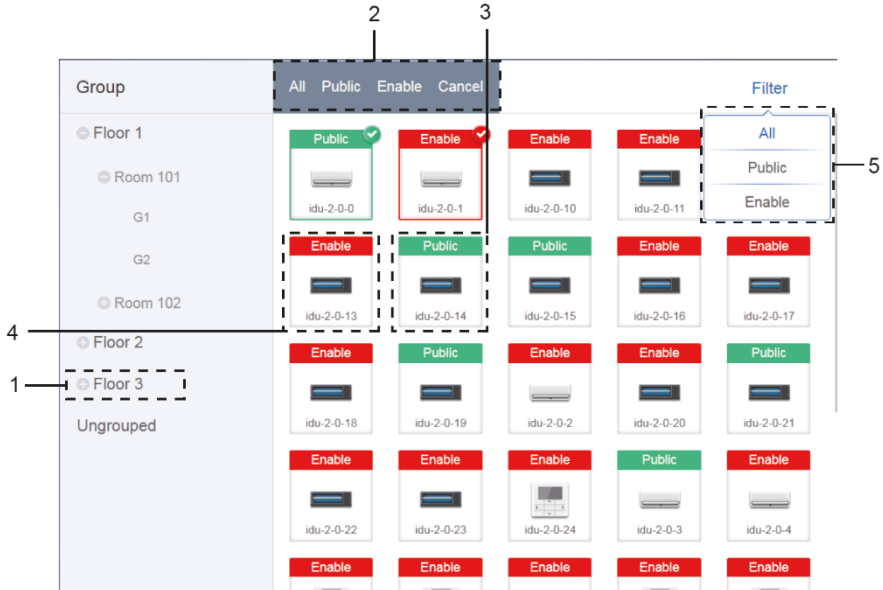 2
3
Group
All Public Enable Cancel
Filter
Floor 1
Room 101
G1
G2
Room 102
Floor 2
Floor 3
Ungrouped
4
1
Public Enable Enable Enable
idu-2-0-0 idu-2-0-1 idu-2-0-10 idu-2-0-11
All
Public
Enable
5
Enable Public Public Enable Enable
idu-2-0-13 idu-2-0-14 idu-2-0-15 idu-2-0-16 idu-2-0-17
Enable Public Enable Enable Public
idu-2-0-18 idu-2-0-19 idu-2-0-2 idu-2-0-20 idu-2-0-21
Enable Enable Enable Public Enable
idu-2-0-22 idu-2-0-23 idu-2-0-24 idu-2-0-3 idu-2-0-4
Enable Enable Enable Enable Enable